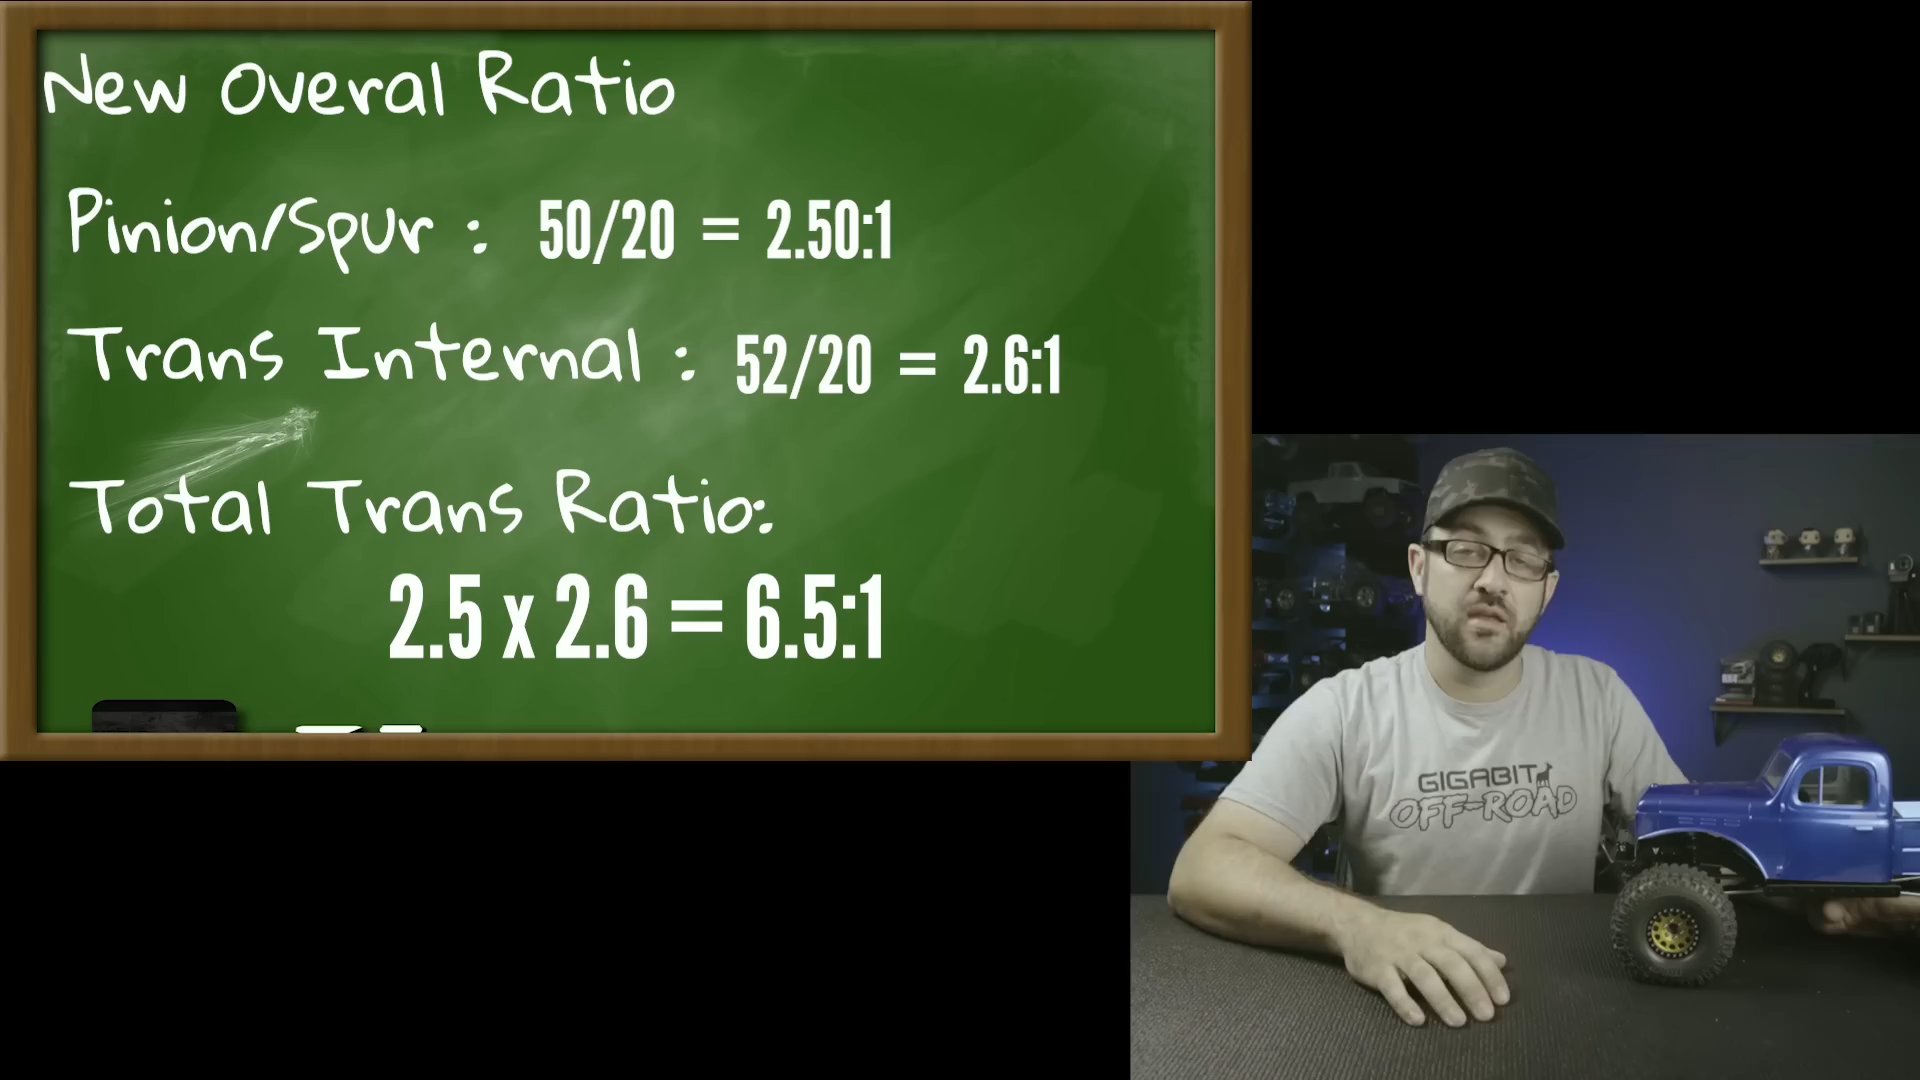 New Overal Ratio
Pinion/Spur : 50/20 = 2.50:1
Trans Internal : 52/20 = 2.6:1
Total Trans Ratio:
2.5 x 2.6 = 6.5:1
GIGABIT
OFF-ROAD